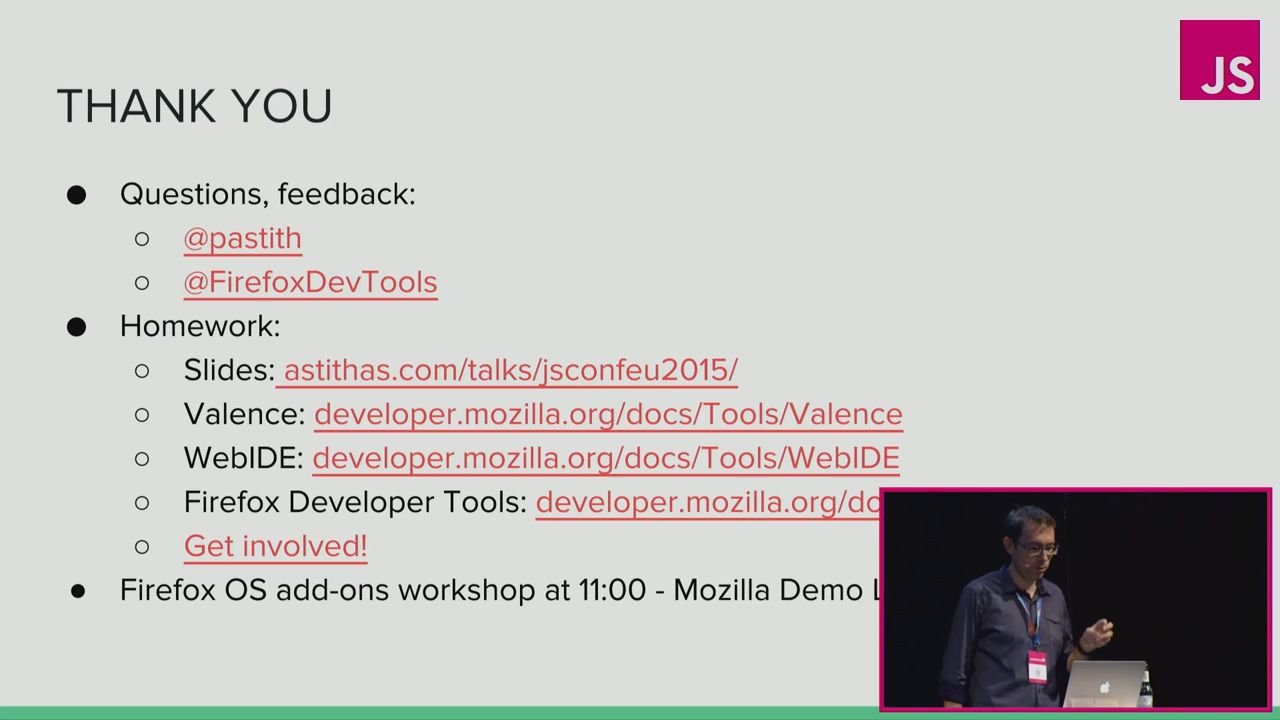 JS
THANK YOU
● Questions, feedback:
○ @pastith
○ @FirefoxDevTools
● Homework:
○ Slides: astithas.com/talks/jsconfeu2015/
○ Valence: developer.mozilla.org/docs/Tools/Valence
○ WebIDE: developer.mozilla.org/docs/Tools/WebIDE
○ Firefox Developer Tools: developer.mozilla.org/do
○ Get involved!
● Firefox OS add-ons workshop at 11:00 - Mozilla Demo